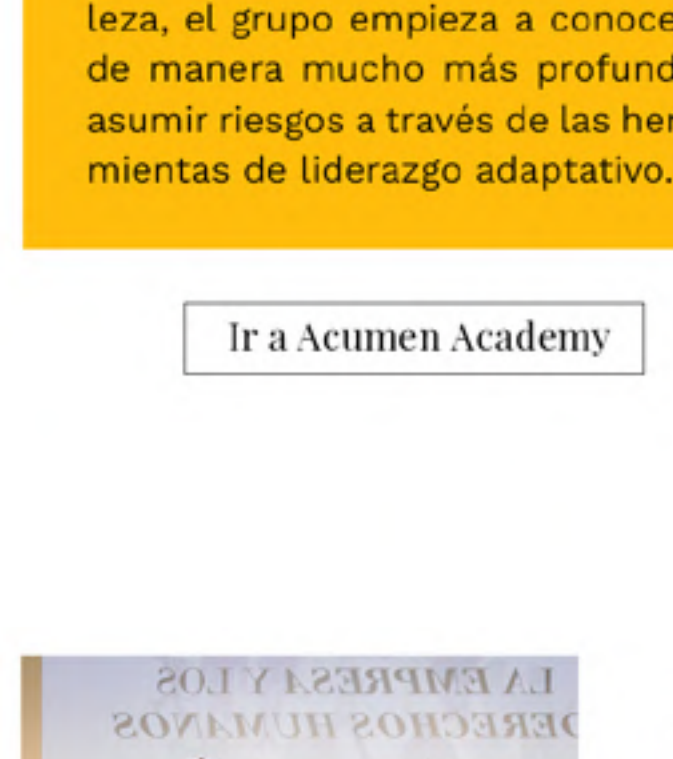 leza, el grupo empieza a conoce
de manera mucho más profund
asumir riesgos a través de las her
mientas de liderazgo adaptativo.
Ir a Acumen Academy
LA EMPRESA Y LOS
DERECHOS HUMANOS